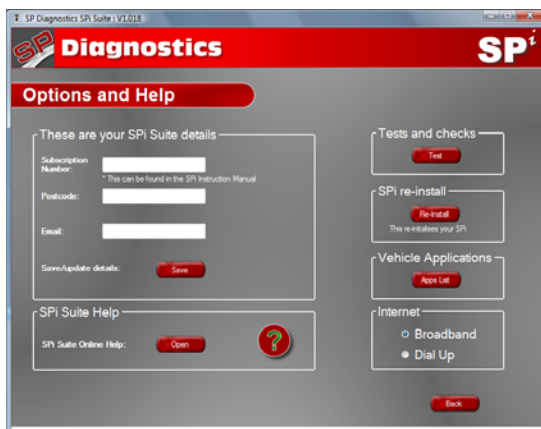 SP Diagnostics SPi Suite : V1.018
SP Diagnostics
SPi
Options and Help
These are your SPi Suite details
Subscription
Number:
* This can be found in the SPi Instruction Manual
Postcode:
Email:
Save/update details:
Save
SPi Suite Help
SPi Suite Online Help:
Open
?
Tests and checks
Test
SPi re-install
Re-Install
This re-initialises your SPi
Vehicle Applications
Apps List
Internet
Broadband
Dial Up
Back